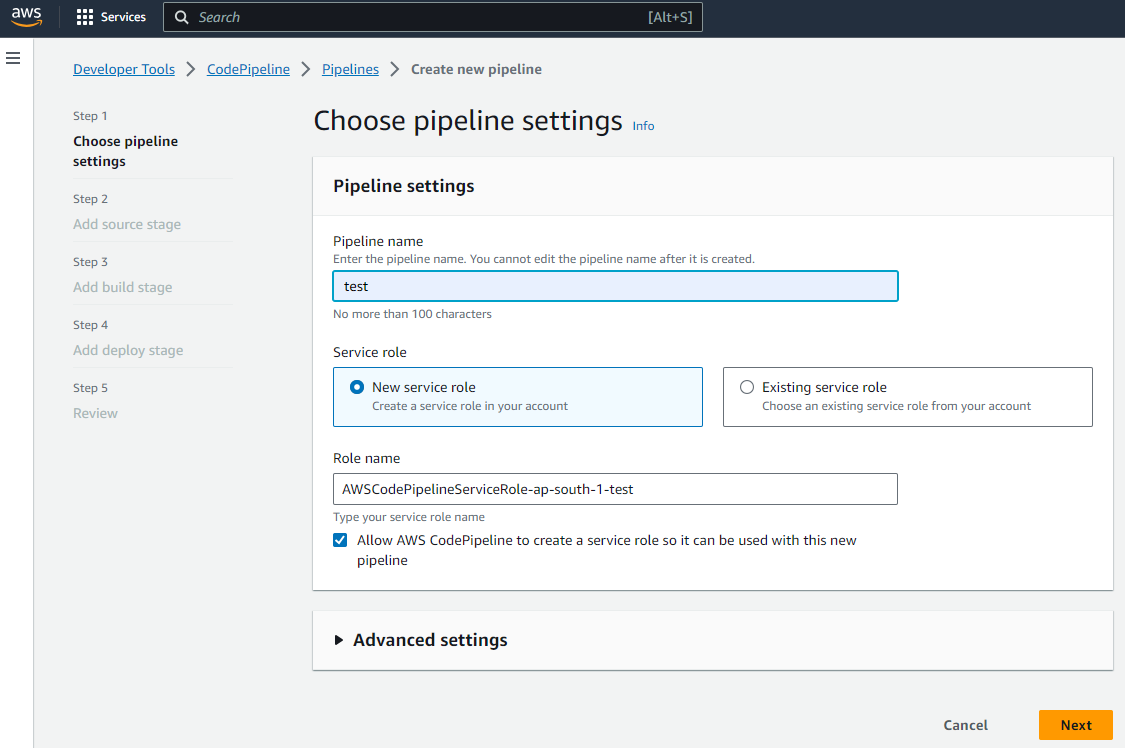 aws
Services
Search [Alt+S]
Developer Tools
CodePipeline
Pipelines
Create new pipeline
Step 1
Choose pipeline
settings
Step 2
Add source stage
Step 3
Add build stage
Step 4
Add deploy stage
Step 5
Review
Choose pipeline settings Info
Pipeline settings
Pipeline name
Enter the pipeline name. You cannot edit the pipeline name after it is created.
test
No more than 100 characters
Service role
New service role
Create a service role in your account
Existing service role
Choose an existing service role from your account
Role name
AWSCodePipelineServiceRole-ap-south-1-test
Type your service role name
Allow AWS CodePipeline to create a service role so it can be used with this new
pipeline
Advanced settings
Cancel
Next